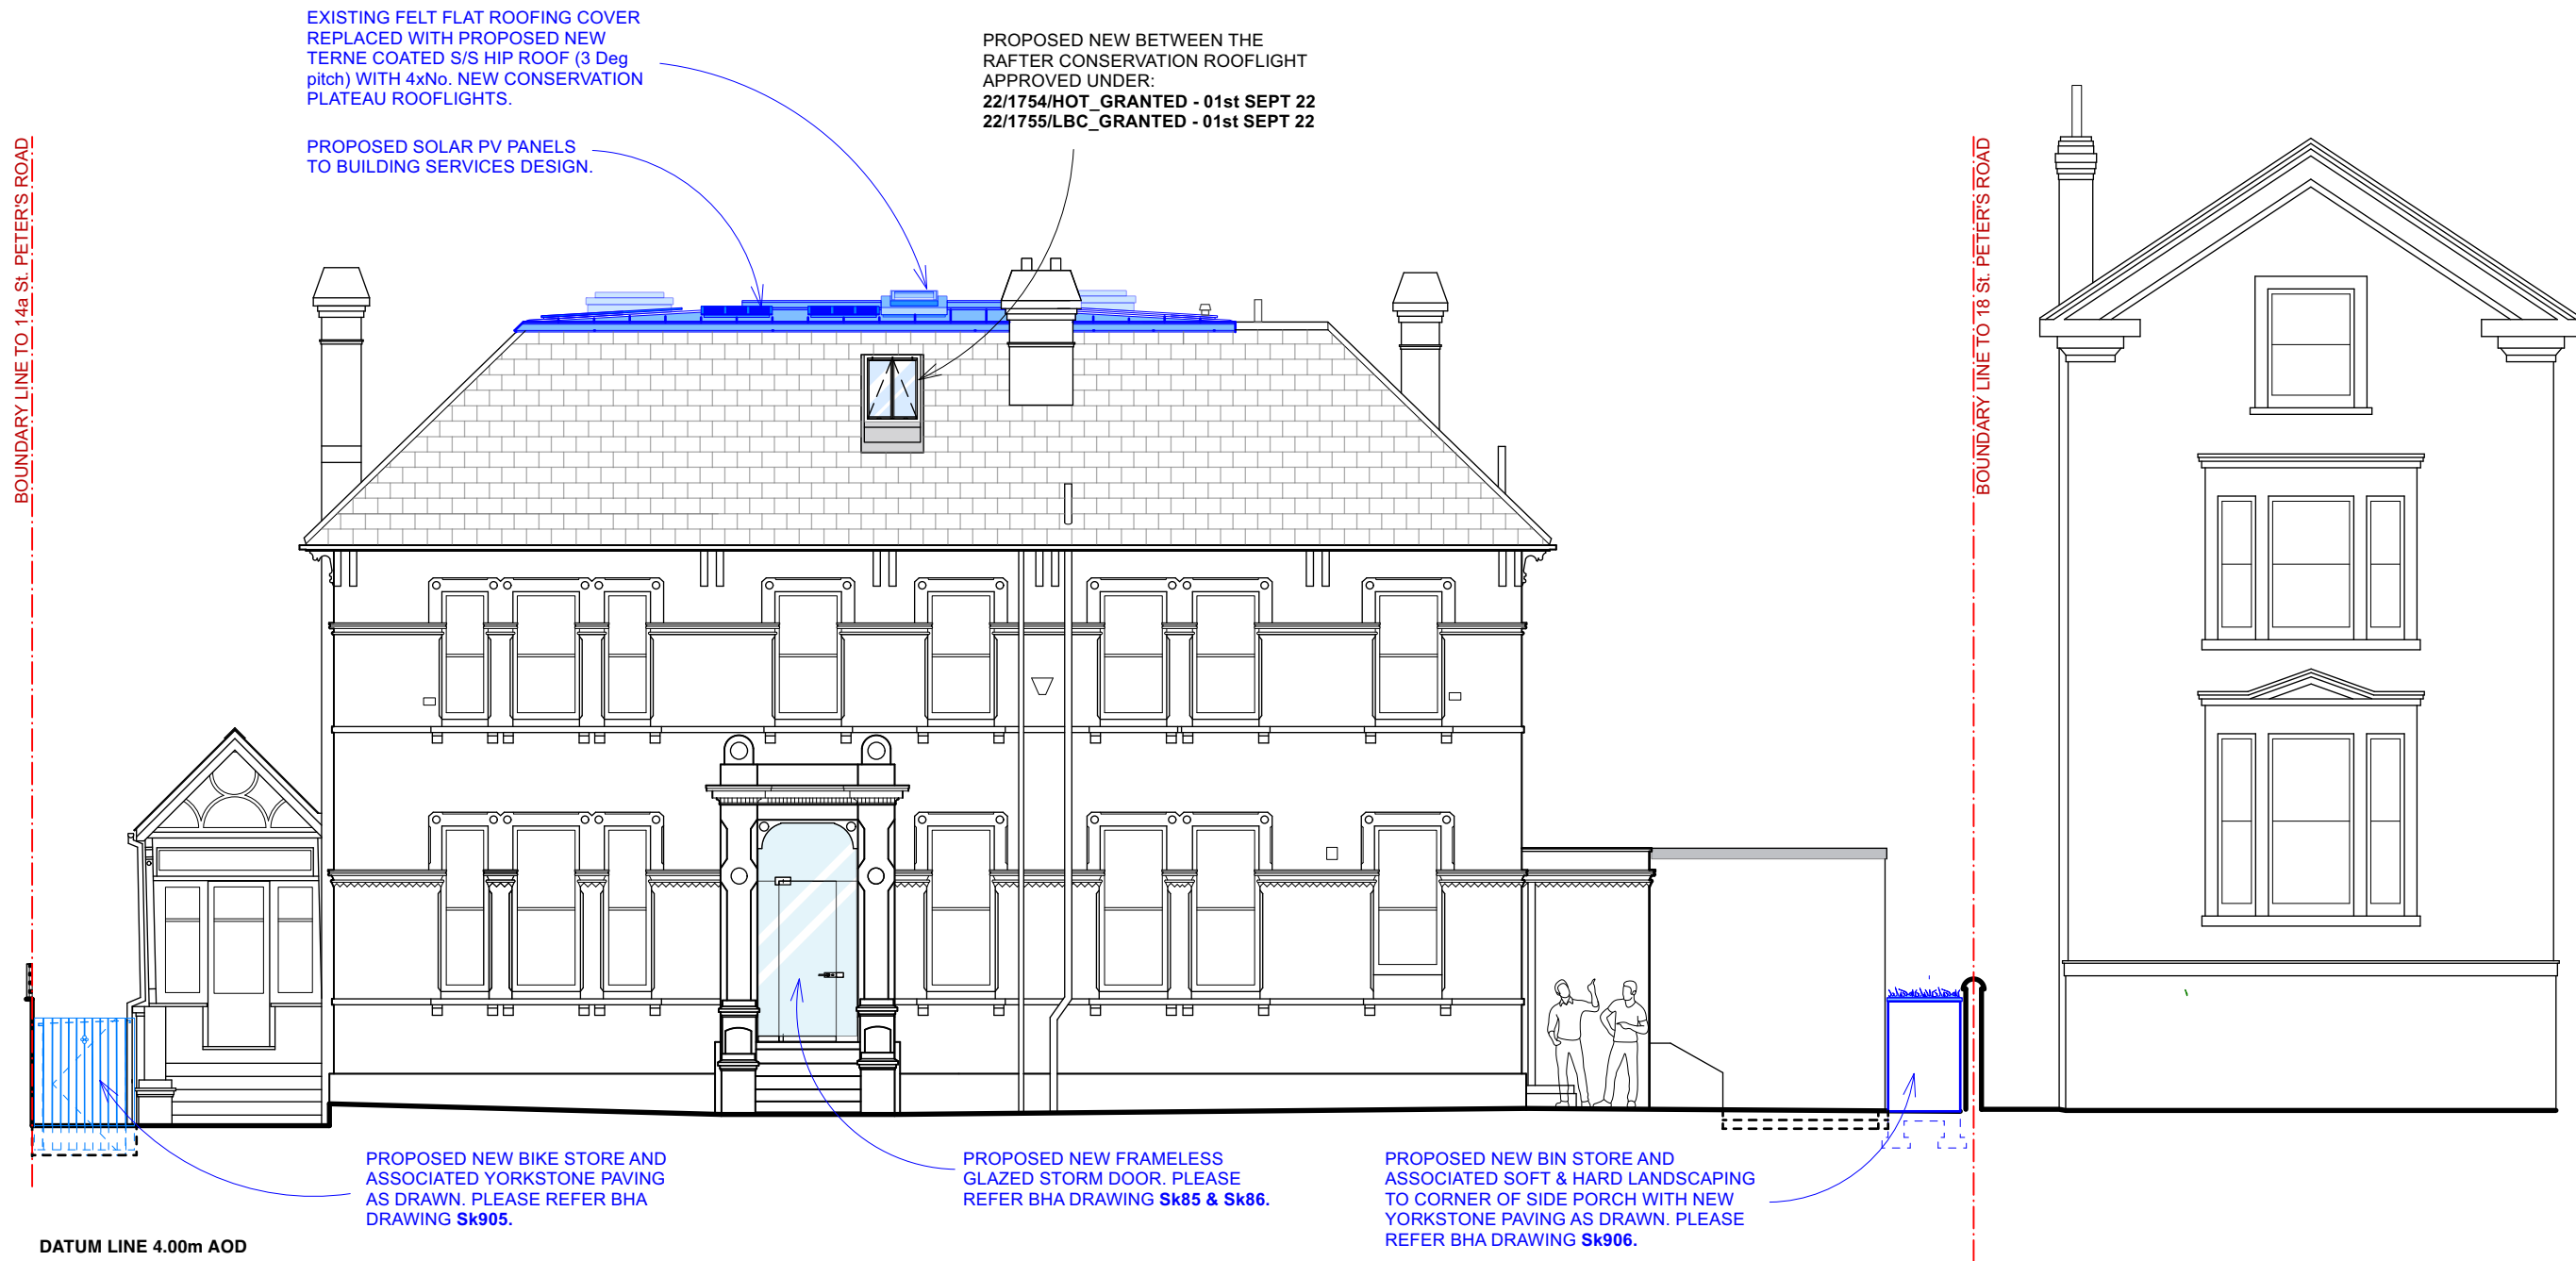 EXISTING FELT FLAT ROOFING COVER
REPLACED WITH PROPOSED NEW
TERNE COATED S/S HIP ROOF (3 Deg
pitch) WITH 4xNo. NEW CONSERVATION
PLATEAU ROOFLIGHTS.
PROPOSED SOLAR PV PANELS
TO BUILDING SERVICES DESIGN.
PROPOSED NEW BETWEEN THE
RAFTER CONSERVATION ROOFLIGHT
APPROVED UNDER:
22/1754/HOT_GRANTED - 01st SEPT 22
22/1755/LBC_GRANTED - 01st SEPT 22
BOUNDARY LINE TO 14a St. PETER'S ROAD
BOUNDARY LINE TO 18 St. PETER'S ROAD
PROPOSED NEW BIKE STORE AND
ASSOCIATED YORKSTONE PAVING
AS DRAWN. PLEASE REFER BHA
DRAWING Sk905.
PROPOSED NEW FRAMELESS
GLAZED STORM DOOR. PLEASE
REFER BHA DRAWING Sk85 & Sk86.
PROPOSED NEW BIN STORE AND
ASSOCIATED SOFT & HARD LANDSCAPING
TO CORNER OF SIDE PORCH WITH NEW
YORKSTONE PAVING AS DRAWN. PLEASE
REFER BHA DRAWING Sk906.
DATUM LINE 4.00m AOD